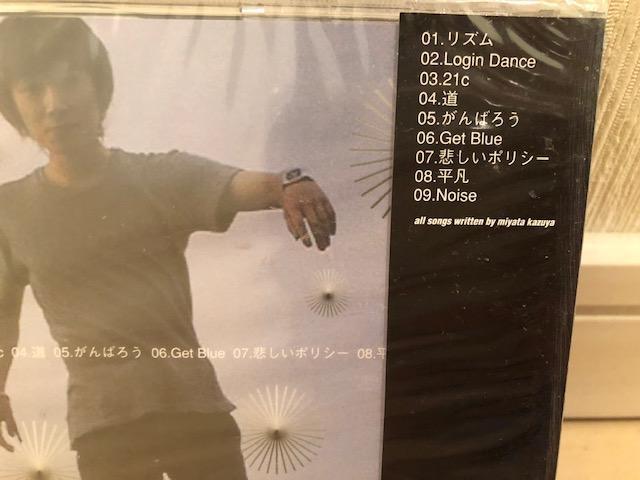 01.リズム
02.Login Dance
03.21c
04.道
05.がんばろう
06.Get Blue
07.悲しいポリシー
08.平凡
09.Noise
all songs written by miyata kazuya
c 04.道 05.がんばろう 06.Get Blue 07.悲しいポリシー 08.平